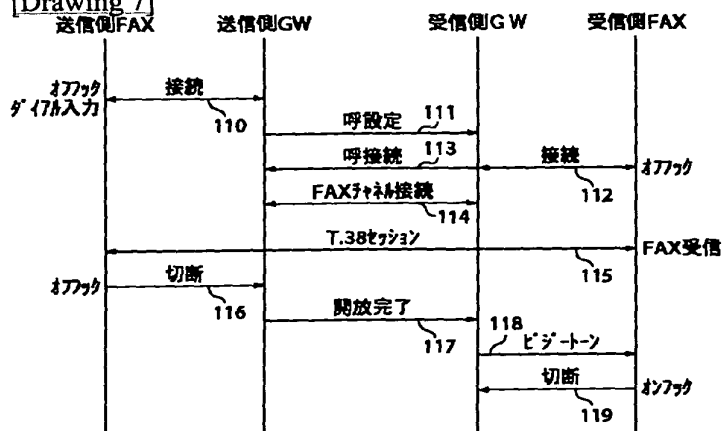 [Drawing 7]
送信側FAX 送信側GW 受信側GW 受信側FAX
オフフック
ダイアル入力
接続
110
呼設定 111
呼接続 113
接続
112
オフフック
FAXチャネル接続
114
T.38セッション
115
FAX受信
オフフック
切断
116
開放完了
117
118
ビジートーン
切断
119
オンフック